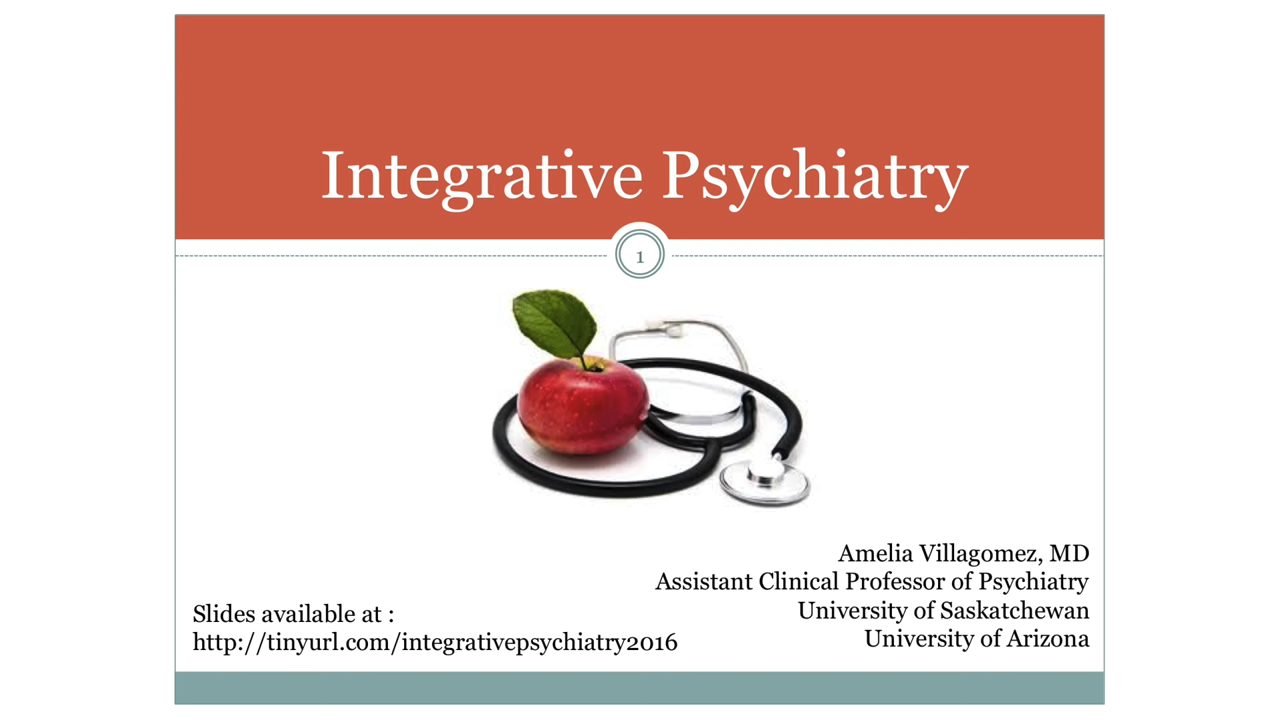 Integrative Psychiatry
1
Amelia Villagomez, MD
Assistant Clinical Professor of Psychiatry
University of Saskatchewan
University of Arizona
Slides available at :
http://tinyurl.com/integrativepsychiatry2016